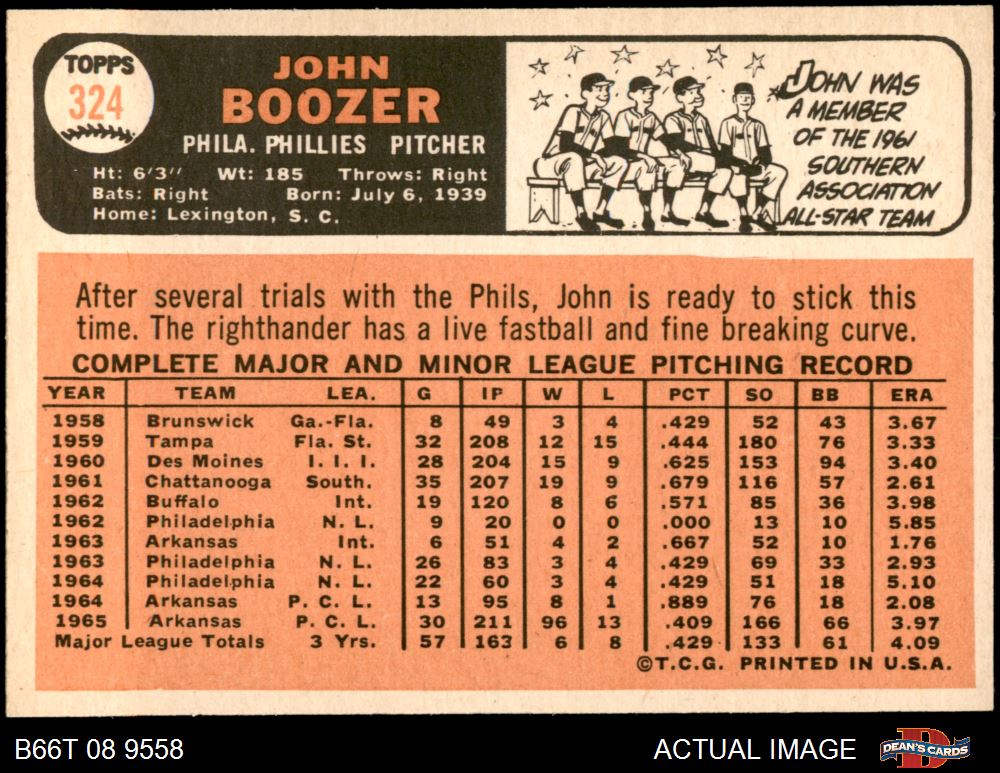 TOPPS
324
JOHN
BOOZER
PHILA. PHILLIES PITCHER
Ht: 6'3" Wt: 185 Throws: Right
Bats: Right Born: July 6, 1939
Home: Lexington, S. C.
JOHN WAS
A MEMBER
OF THE 1961
SOUTHERN
ASSOCIATION
ALL-STAR TEAM
After several trials with the Phils, John is ready to stick this
time. The righthander has a live fastball and fine breaking curve.
COMPLETE MAJOR AND MINOR LEAGUE PITCHING RECORD
YEAR TEAM LEA. G IP W L PCT SO BB ERA
1958 Brunswick Ga.-Fla. 8 49 3 4 .429 52 43 3.67
1959 Tampa Fla. St. 32 208 12 15 .444 180 76 3.33
1960 Des Moines I. I. I. 28 204 15 9 .625 153 94 3.40
1961 Chattanooga South. 35 207 19 9 .679 116 57 2.61
1962 Buffalo Int. 19 120 8 6 .571 85 36 3.98
1962 Philadelphia N. L. 9 20 0 0 .000 13 10 5.85
1963 Arkansas Int. 6 51 4 2 .667 52 10 1.76
1963 Philadelphia N. L. 26 83 3 4 .429 69 33 2.93
1964 Philadelphia N. L. 22 60 3 4 .429 51 18 5.10
1964 Arkansas P. C. L. 13 95 8 1 .889 76 18 2.08
1965 Arkansas P. C. L. 30 211 96 13 .409 166 66 3.97
Major League Totals 3 Yrs. 57 163 6 8 .429 133 61 4.09
©T.C.G. PRINTED IN U.S.A.
B66T 08 9558
ACTUAL IMAGE
DEAN'S CARDS